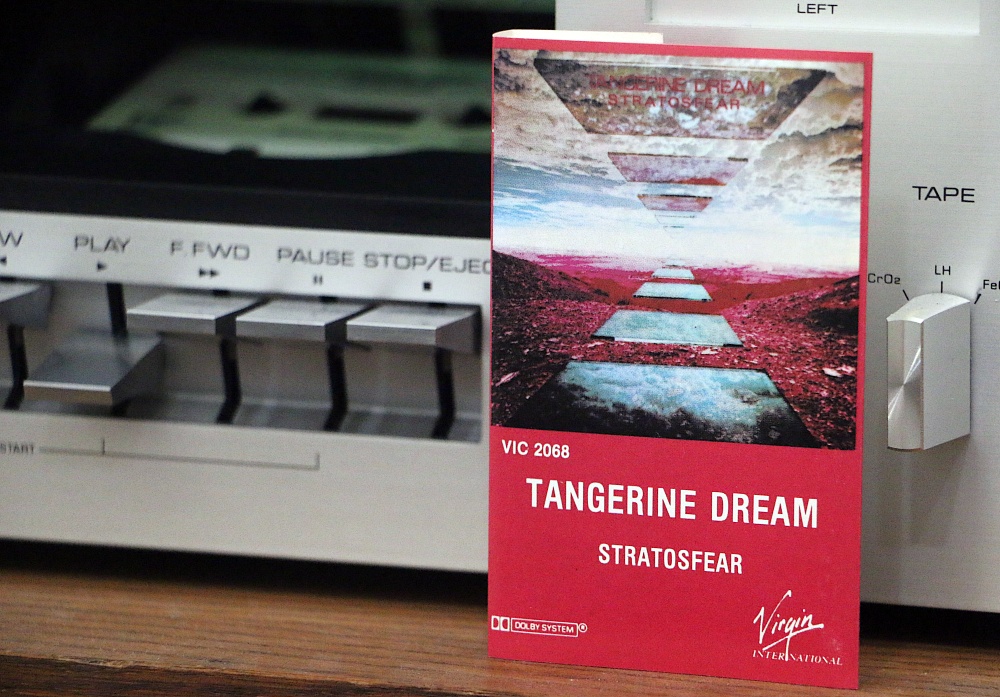 LEFT
TANGERINE DREAM
STRATOSFEAR
TAPE
CrO2 LH
W PLAY F.FWD PAUSE STOP/EJEC
START
VIC 2068
TANGERINE DREAM
STRATOSFEAR
DOLBY SYSTEM®
Virgin
INTERNATIONAL